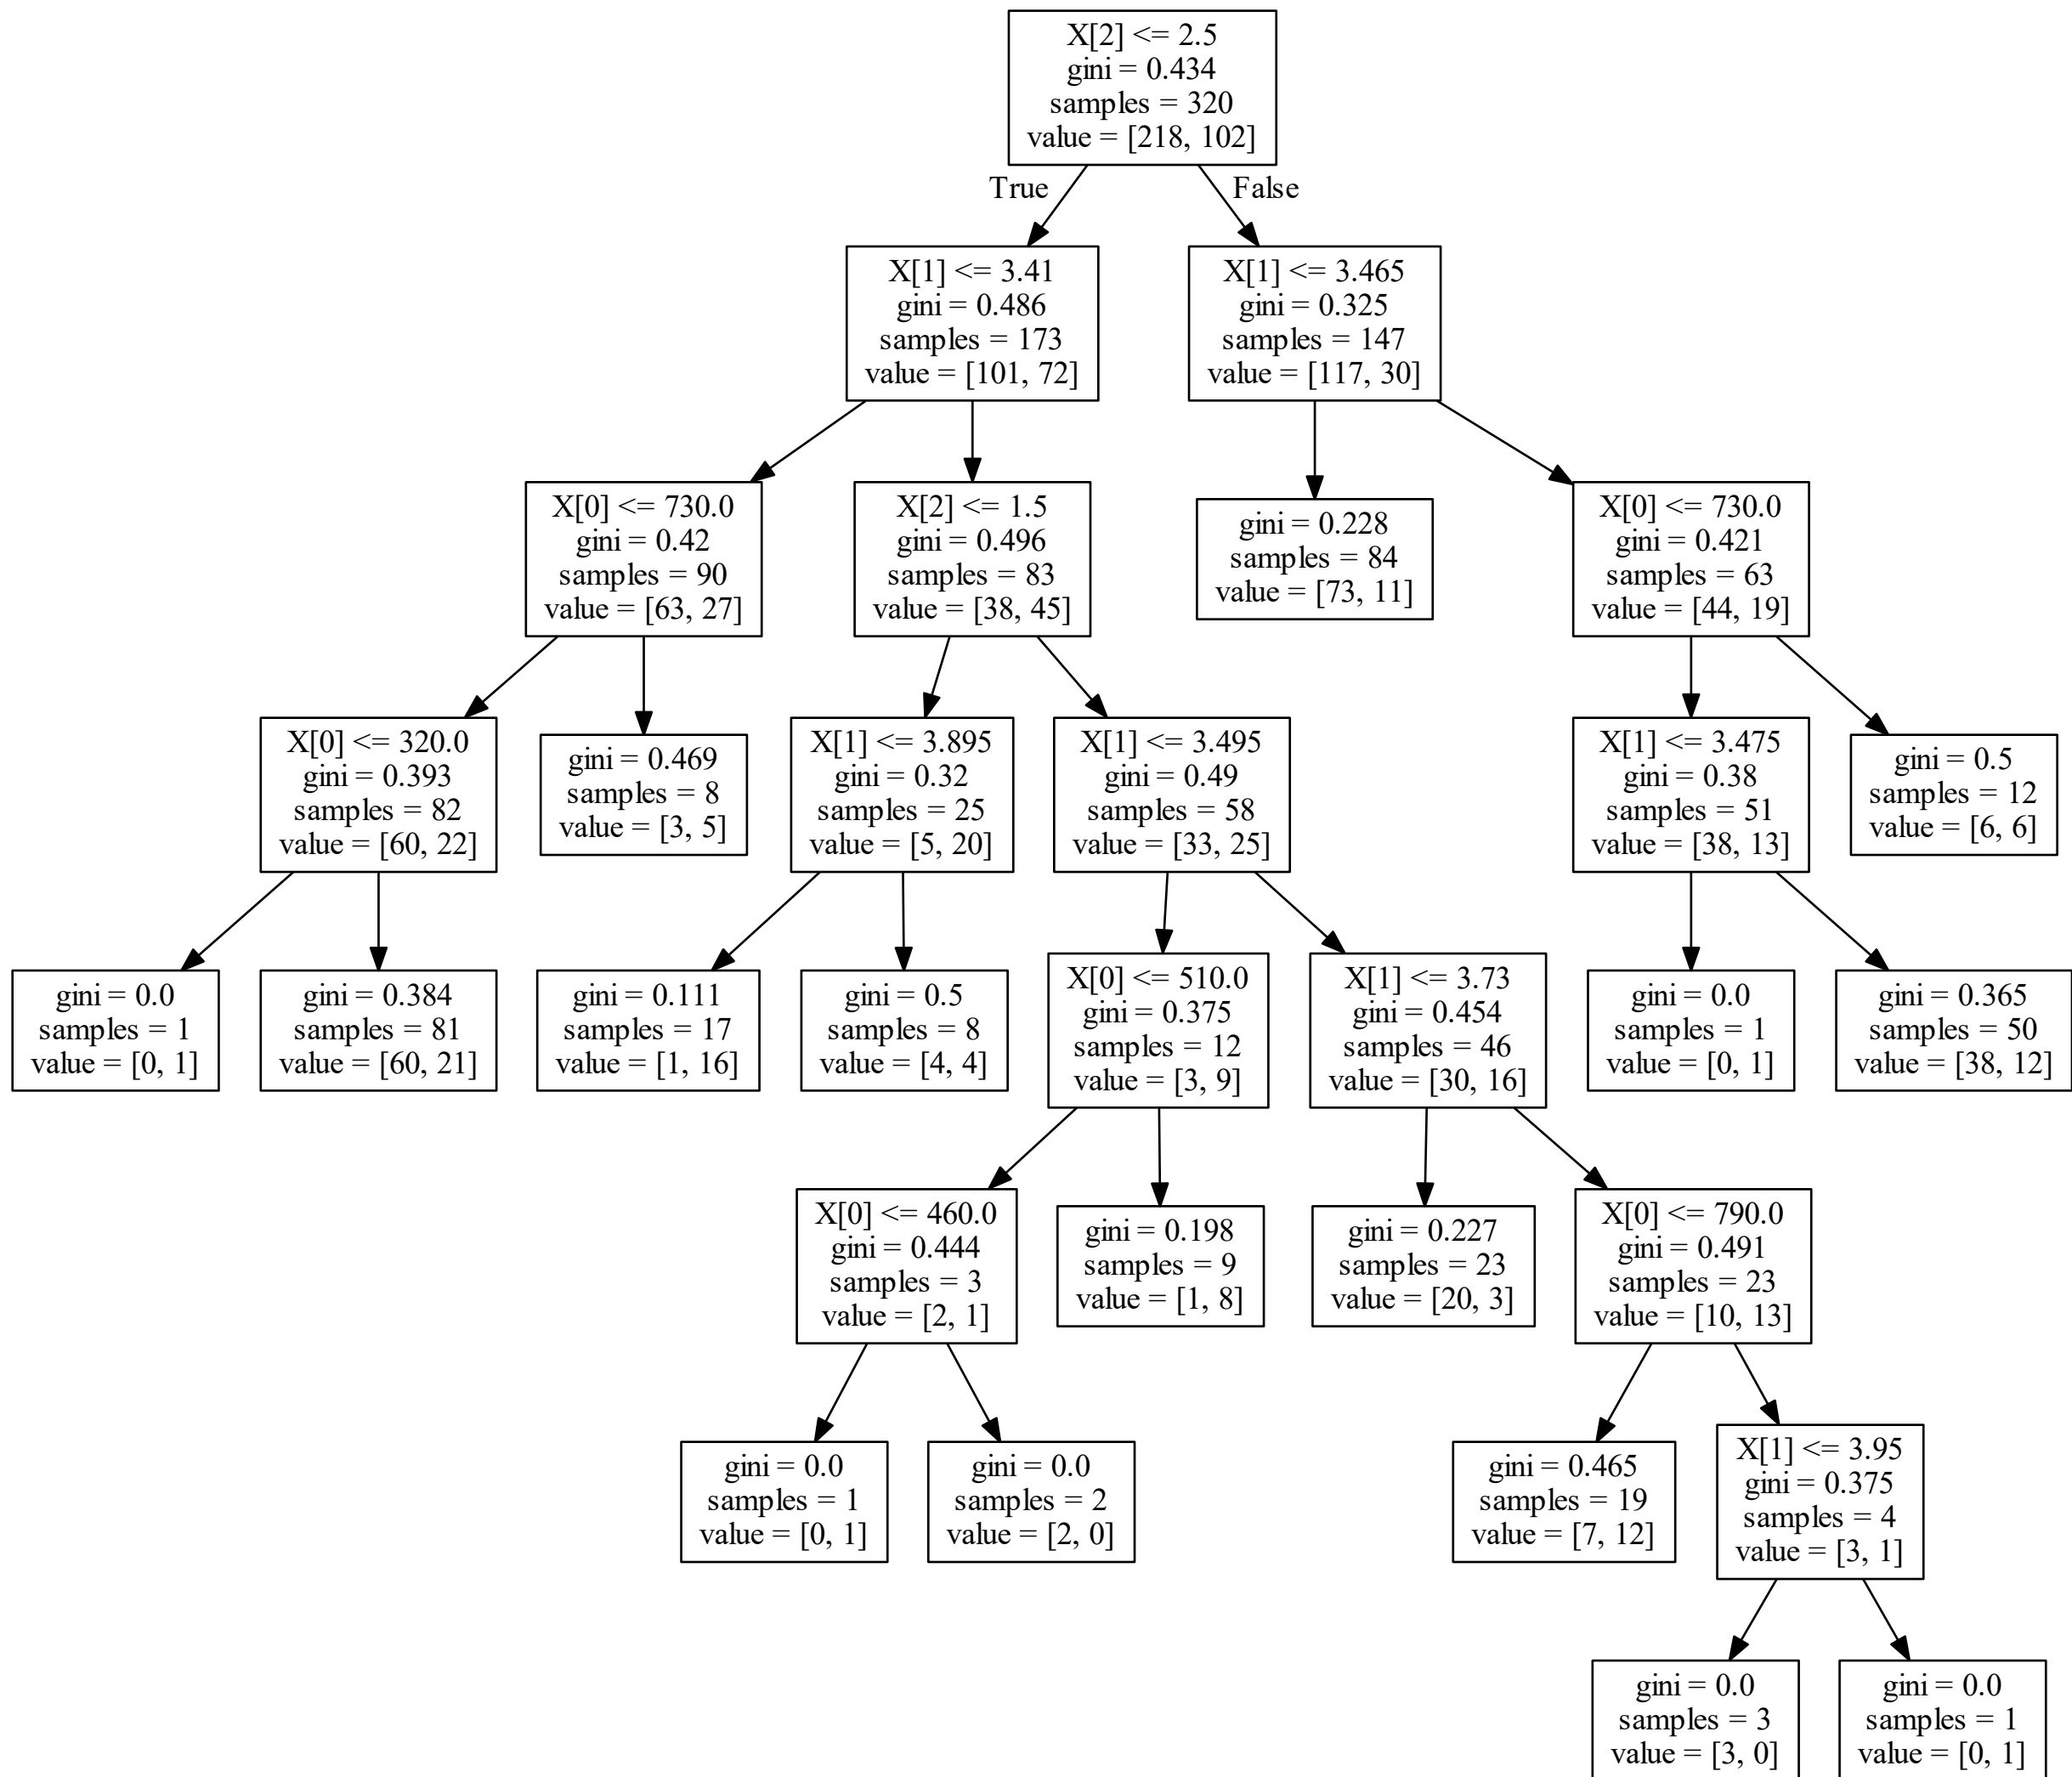 X[2] <= 2.5
gini = 0.434
samples = 320
value = [218, 102]
True
False
X[1] <= 3.41
gini = 0.486
samples = 173
value = [101, 72]
X[1] <= 3.465
gini = 0.325
samples = 147
value = [117, 30]
X[0] <= 730.0
gini = 0.42
samples = 90
value = [63, 27]
X[2] <= 1.5
gini = 0.496
samples = 83
value = [38, 45]
gini = 0.228
samples = 84
value = [73, 11]
X[0] <= 730.0
gini = 0.421
samples = 63
value = [44, 19]
X[0] <= 320.0
gini = 0.393
samples = 82
value = [60, 22]
gini = 0.469
samples = 8
value = [3, 5]
X[1] <= 3.895
gini = 0.32
samples = 25
value = [5, 20]
X[1] <= 3.495
gini = 0.49
samples = 58
value = [33, 25]
X[1] <= 3.475
gini = 0.38
samples = 51
value = [38, 13]
gini = 0.5
samples = 12
value = [6, 6]
gini = 0.0
samples = 1
value = [0, 1]
gini = 0.384
samples = 81
value = [60, 21]
gini = 0.111
samples = 17
value = [1, 16]
gini = 0.5
samples = 8
value = [4, 4]
X[0] <= 510.0
gini = 0.375
samples = 12
value = [3, 9]
X[1] <= 3.73
gini = 0.454
samples = 46
value = [30, 16]
gini = 0.0
samples = 1
value = [0, 1]
gini = 0.365
samples = 50
value = [38, 12]
X[0] <= 460.0
gini = 0.444
samples = 3
value = [2, 1]
gini = 0.198
samples = 9
value = [1, 8]
gini = 0.227
samples = 23
value = [20, 3]
X[0] <= 790.0
gini = 0.491
samples = 23
value = [10, 13]
gini = 0.0
samples = 1
value = [0, 1]
gini = 0.0
samples = 2
value = [2, 0]
gini = 0.465
samples = 19
value = [7, 12]
X[1] <= 3.95
gini = 0.375
samples = 4
value = [3, 1]
gini = 0.0
samples = 3
value = [3, 0]
gini = 0.0
samples = 1
value = [0, 1]